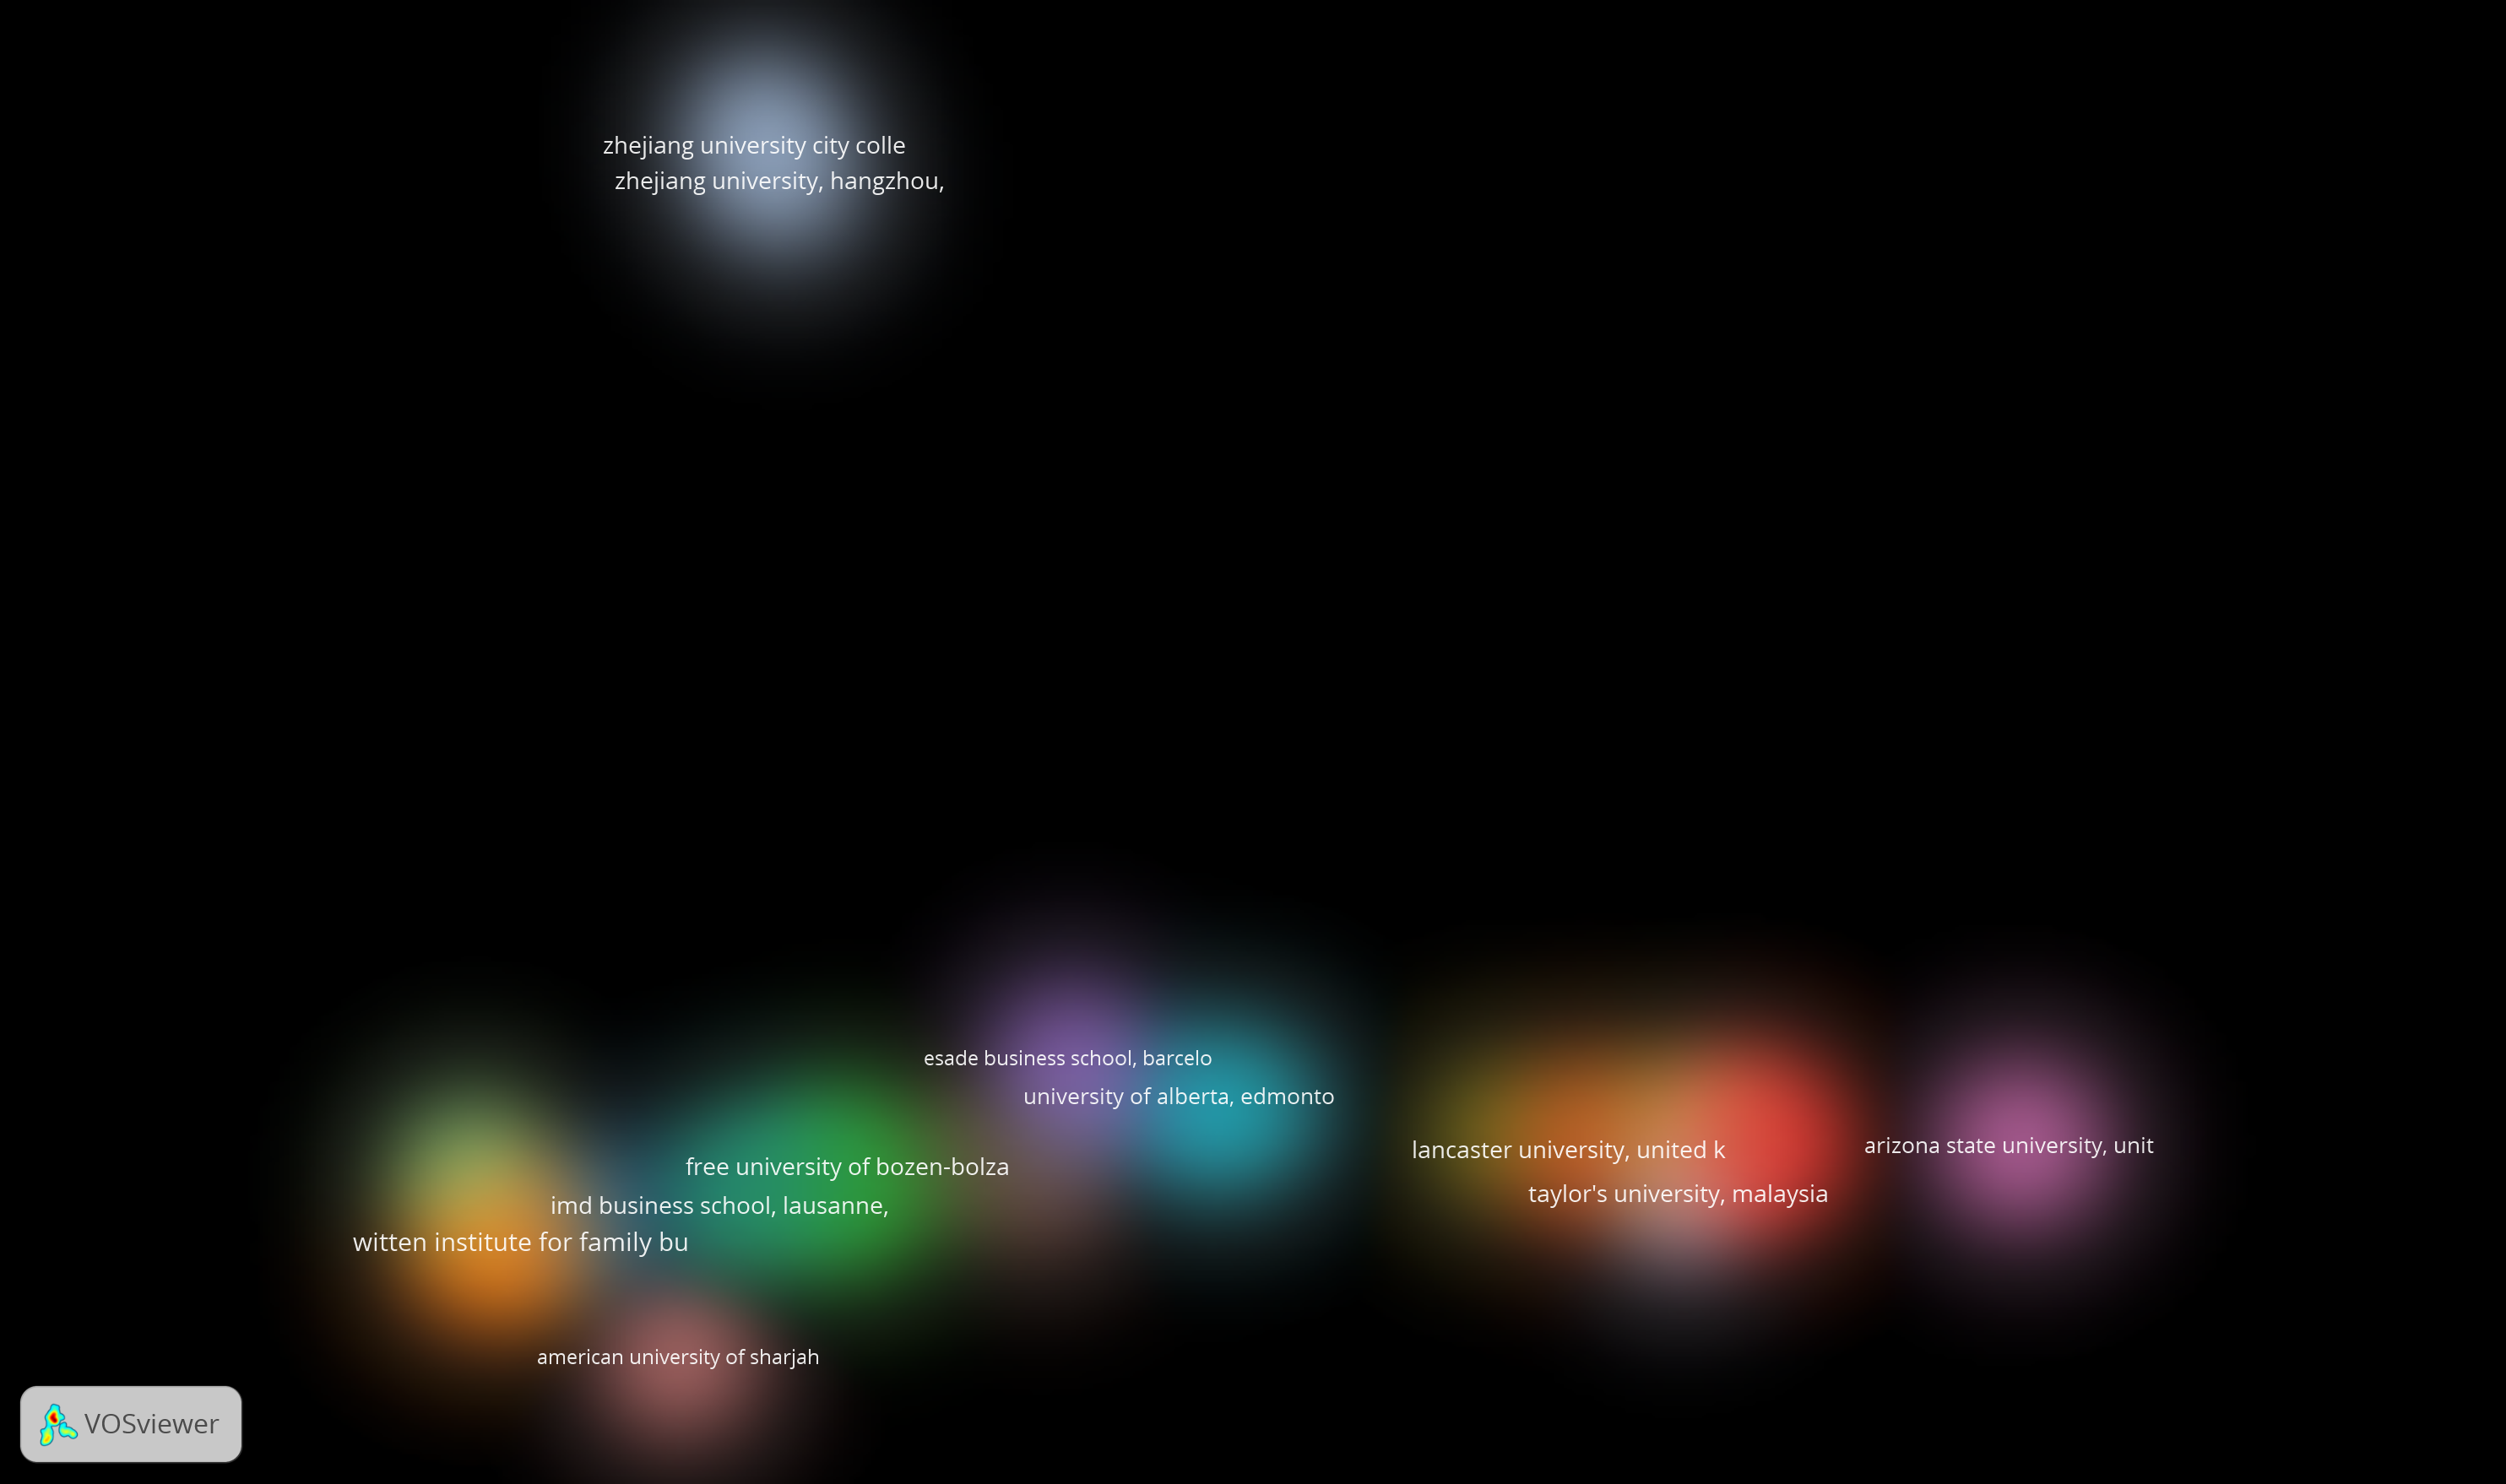 zhejiang university city colle
zhejiang university, hangzhou,
esade business school, barcelo
university of alberta, edmonto
lancaster university, united k
arizona state university, unit
free university of bozen-bolza
taylor's university, malaysia
imd business school, lausanne,
witten institute for family bu
american university of sharjah
VOSviewer